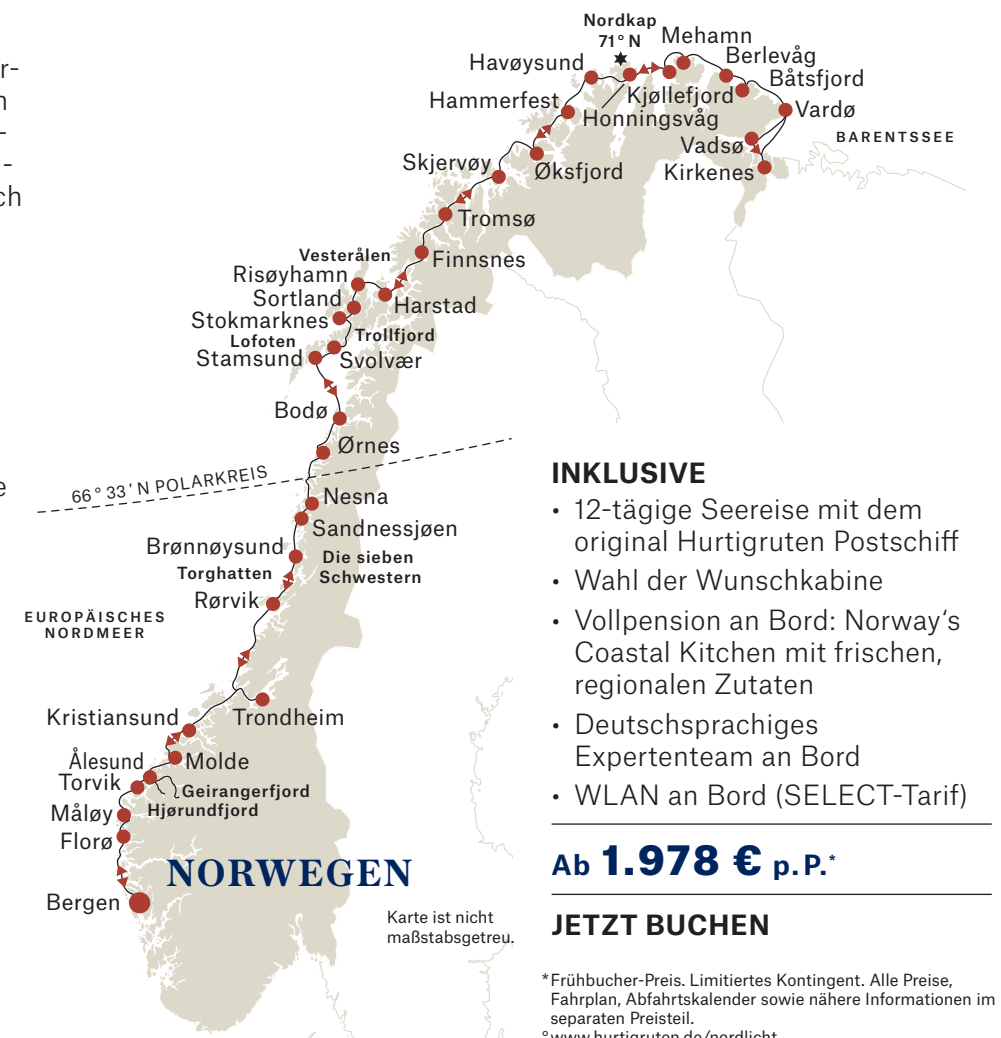 r-
-
-
ch
e
Nordkap
71° N
Mehamn
Havøysund
Berlevåg
Båtsfjord
Hammerfest
Kjøllefjord
Honningsvåg
Vardø
Vadsø
BARENTSSEE
Skjervøy
Øksfjord
Kirkenes
Tromsø
Vesterålen
Finnsnes
Risøyhamn
Sortland
Harstad
Stokmarknes
Trollfjord
Lofoten
Stamsund
Svolvær
Bodø
Ørnes
66° 33' N POLARKREIS
Nesna
Sandnessjøen
Brønnøysund
Die sieben
Schwestern
Torghatten
Rørvik
EUROPÄISCHES
NORDMEER
Kristiansund
Trondheim
Ålesund
Molde
Torvik
Geirangerfjord
Hjørundfjord
Måløy
Florø
NORWEGEN
Bergen
Karte ist nicht
maßstabsgetreu.
INKLUSIVE
• 12-tägige Seereise mit dem
original Hurtigruten Postschiff
• Wahl der Wunschkabine
• Vollpension an Bord: Norway‘s
Coastal Kitchen mit frischen,
regionalen Zutaten
• Deutschsprachiges
Expertenteam an Bord
• WLAN an Bord (SELECT-Tarif)
Ab 1.978 € p.P.*
JETZT BUCHEN
*Frühbucher-Preis. Limitiertes Kontingent. Alle Preise,
Fahrplan, Abfahrtskalender sowie nähere Informationen im
separaten Preisteil.
°www.hurtigruten.de/nordlicht